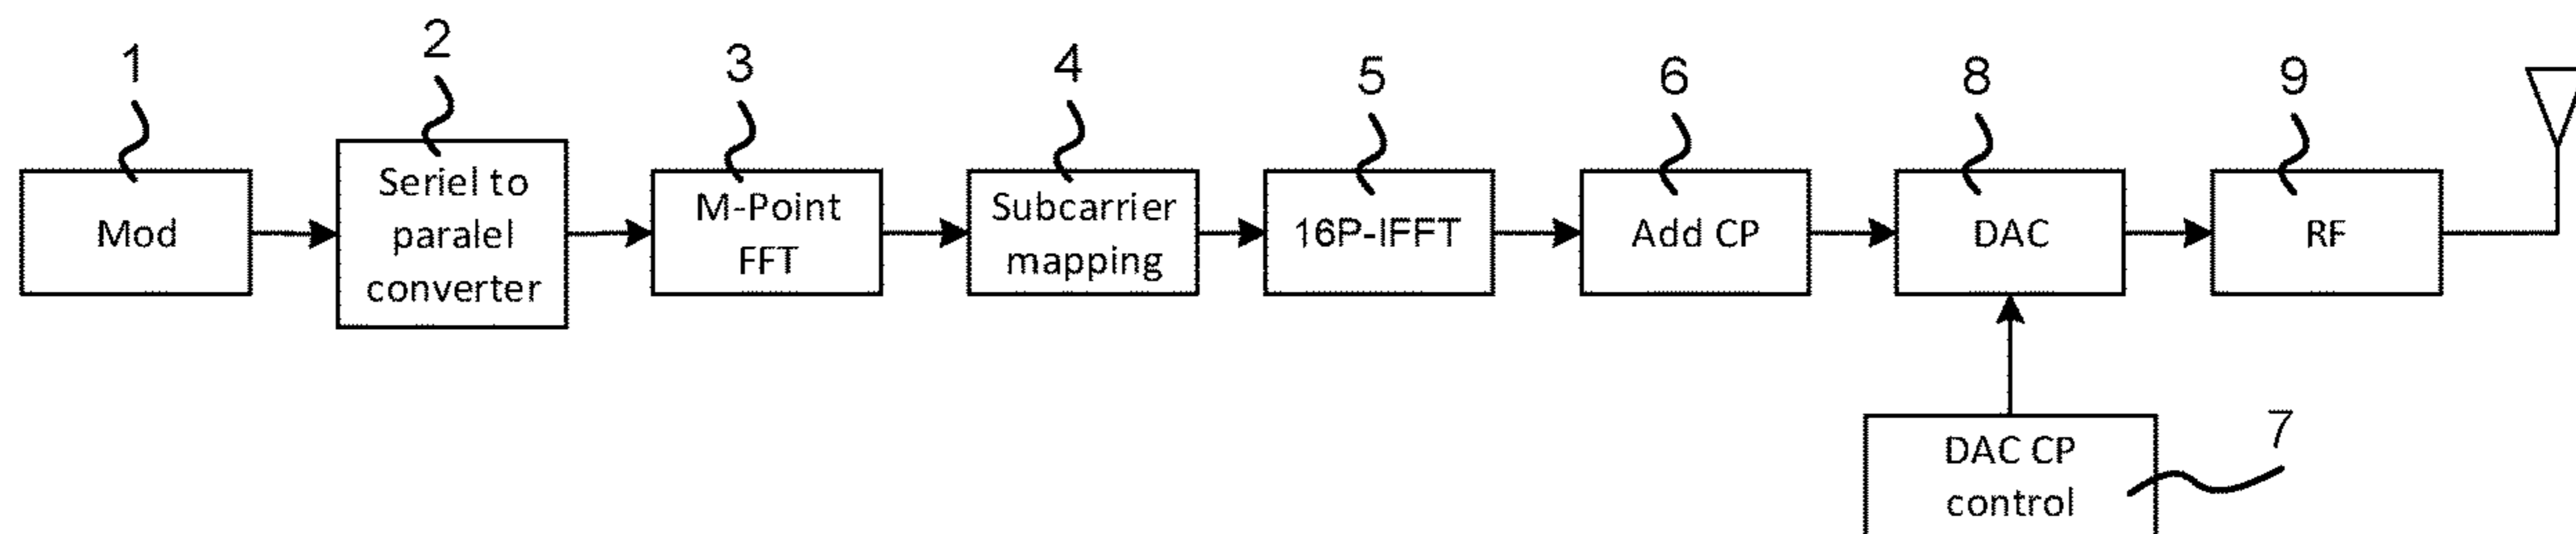 1
2
3
4
5
6
8
9
Mod
Seriel to
paralel
converter
M-Point
FFT
Subcarrier
mapping
16P-IFFT
Add CP
DAC
RF
DAC CP
control
7